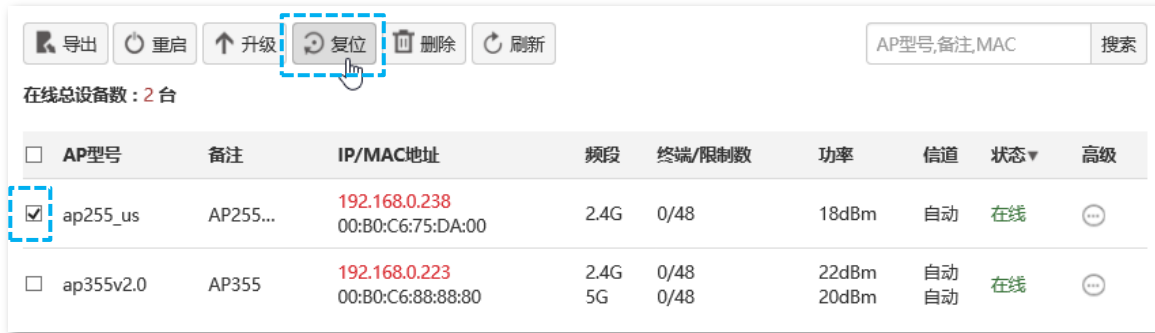 导出 重启 升级 复位 删除 刷新 AP型号,备注,MAC 搜索
在线总设备数：2 台
AP型号 备注 IP/MAC地址 频段 终端/限制数 功率 信道 状态▼ 高级
ap255_us AP255... 192.168.0.238 2.4G 0/48 18dBm 自动 在线
00:B0:C6:75:DA:00
ap355v2.0 AP355 192.168.0.223 2.4G 0/48 22dBm 自动 在线
00:B0:C6:88:88:80 5G 0/48 20dBm 自动